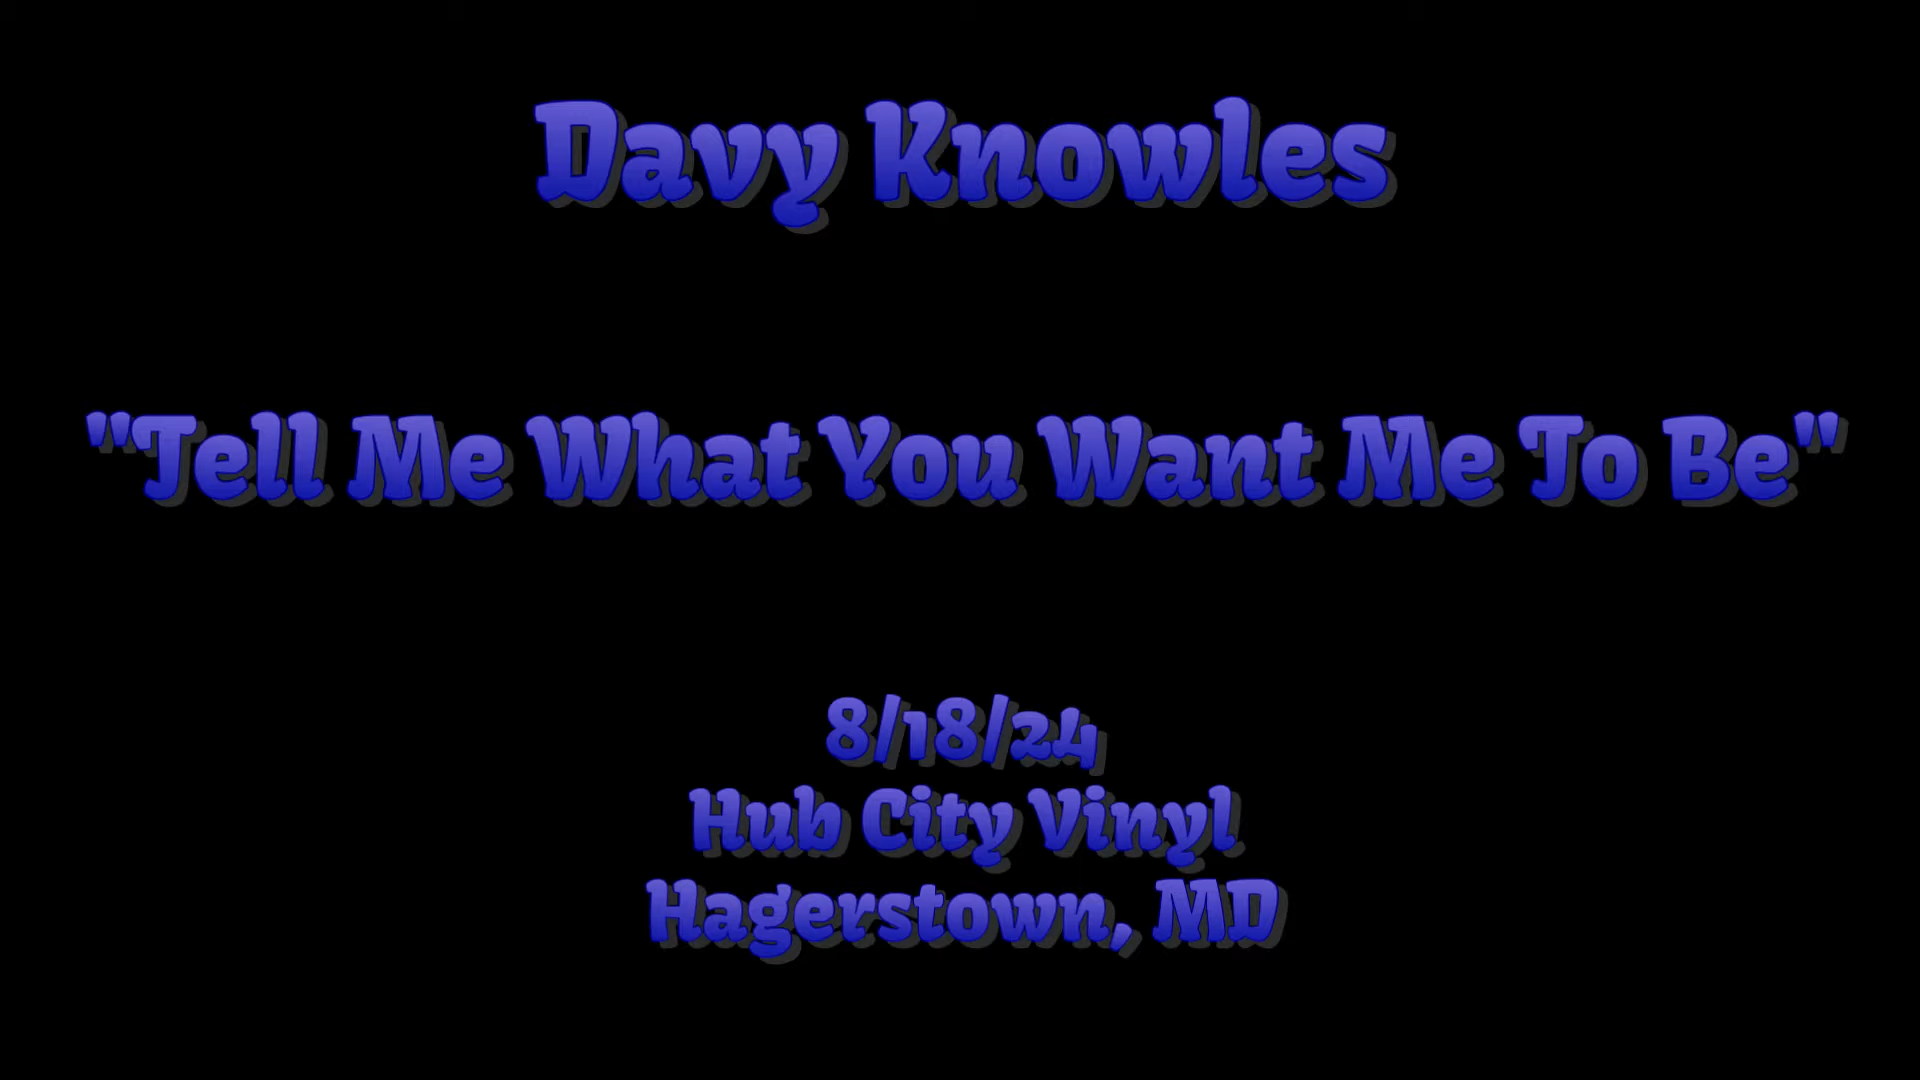 Davy Knowles
"Tell Me What You Want Me To Be"
8/18/24
Hub City Vinyl
Hagerstown, MD